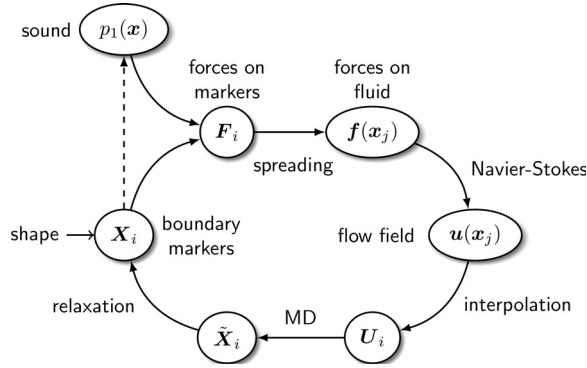 sound
p₁(x)
forces on
markers
forces on
fluid
F_i
f(x_j)
spreading
Navier-Stokes
shape
X_i
boundary
markers
flow field
u(x_j)
relaxation
interpolation
MD
X̃_i
U_i